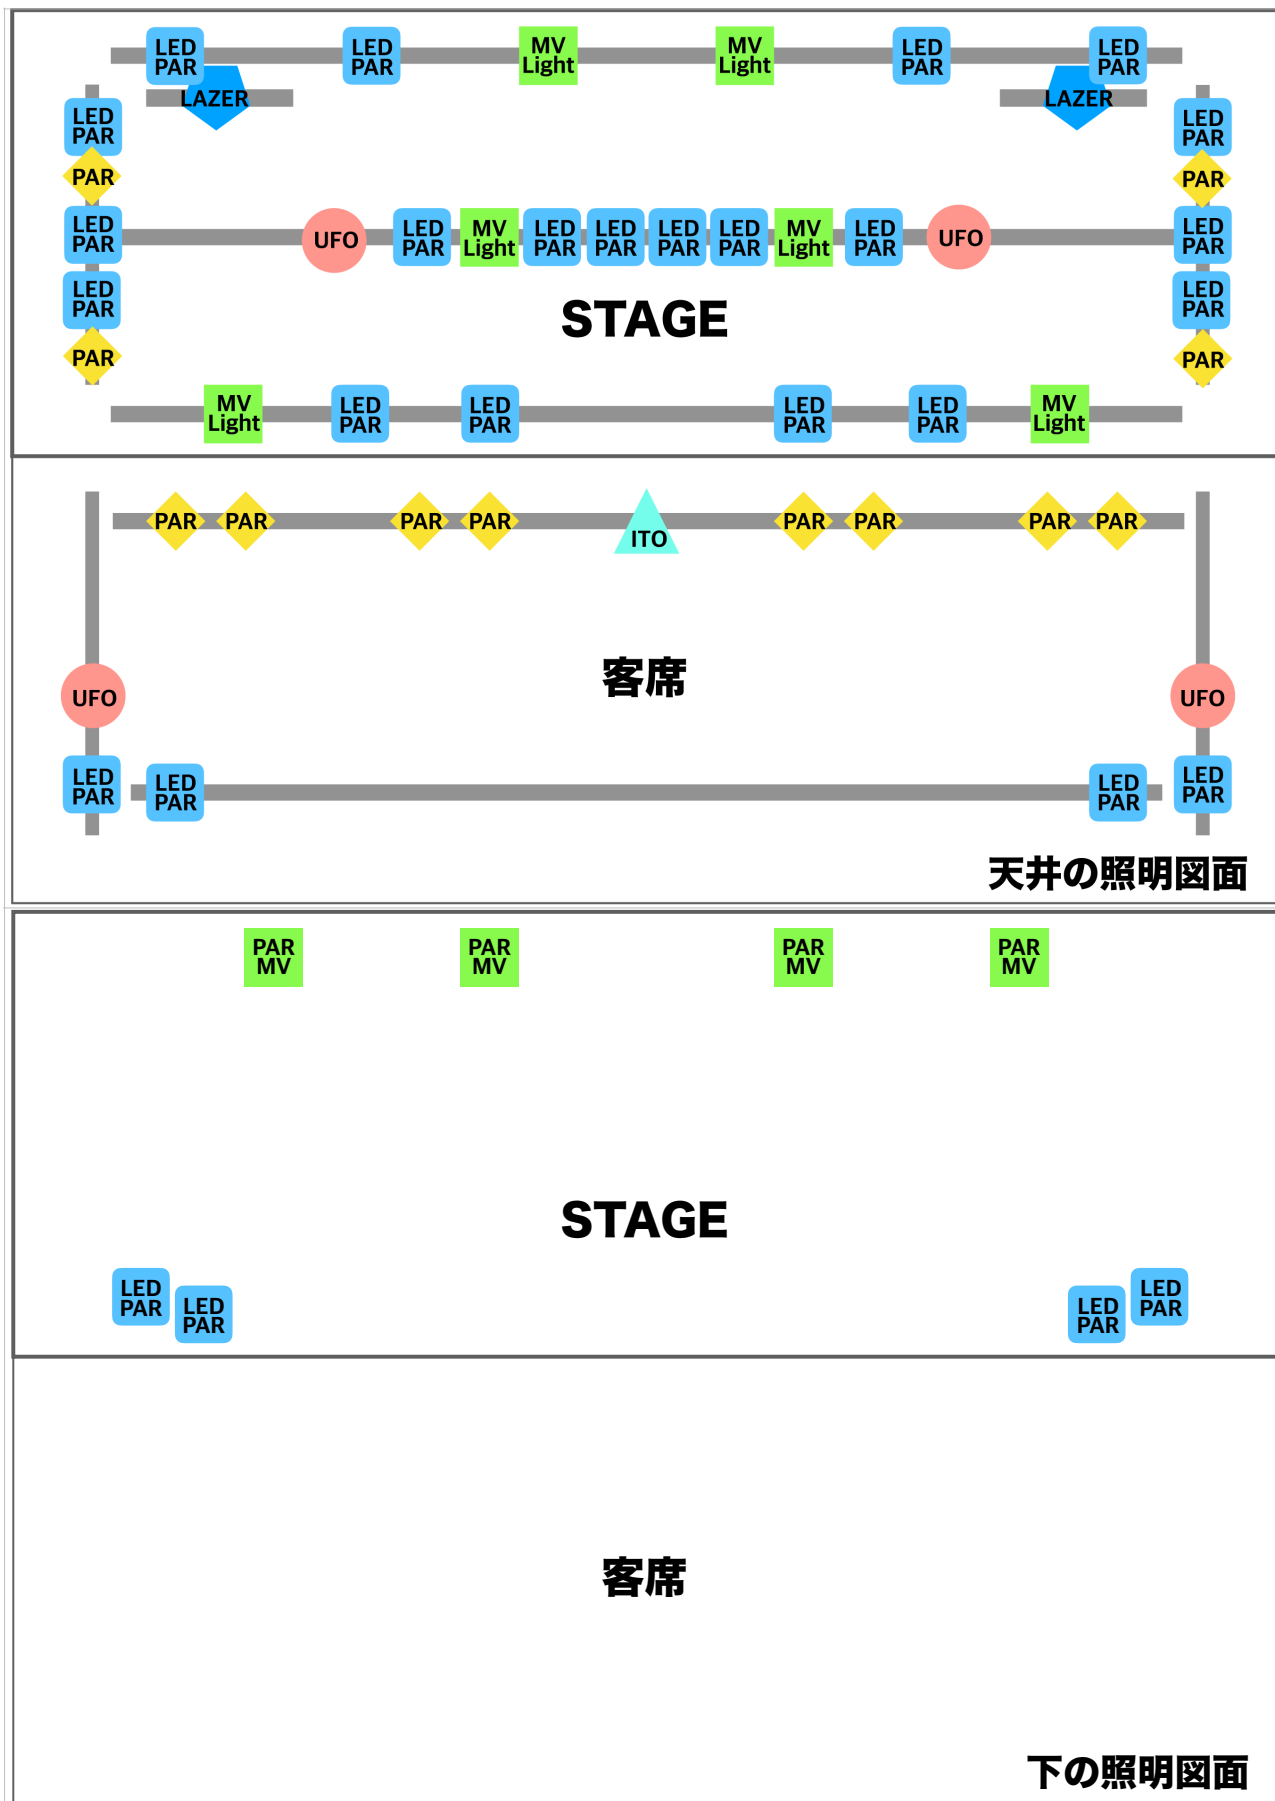 LED
PAR
LED
PAR
MV
Light
MV
Light
LED
PAR
LED
PAR
LAZER
LAZER
LED
PAR
LED
PAR
PAR
PAR
LED
PAR
UFO
LED
PAR
MV
Light
LED
PAR
LED
PAR
LED
PAR
LED
PAR
MV
Light
LED
PAR
UFO
LED
PAR
LED
PAR
LED
PAR
STAGE
PAR
PAR
MV
Light
LED
PAR
LED
PAR
LED
PAR
LED
PAR
MV
Light
PAR
PAR
PAR
PAR
ITO
PAR
PAR
PAR
PAR
客席
UFO
UFO
LED
PAR
LED
PAR
LED
PAR
LED
PAR
天井の照明図面
PAR
MV
PAR
MV
PAR
MV
PAR
MV
STAGE
LED
PAR
LED
PAR
LED
PAR
LED
PAR
客席
下の照明図面